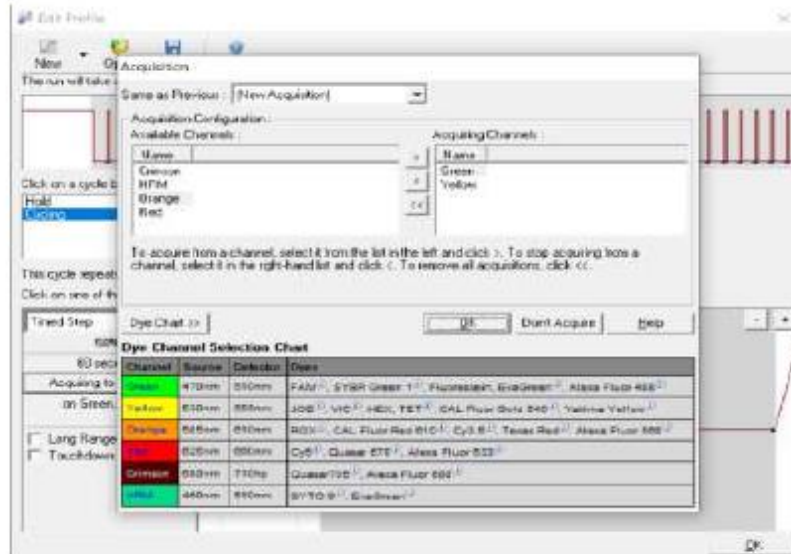 Edit Profile
New
The run will take
Click on a cycle b
Hold
Cycling
This cycle repeats
Click on one of th
Timed Step
60 seco
Acquiring to
on Green,
Long Range
Touchdown
Acquisition
Same as Previous : (New Acquisition)
Acquisition Configuration :
Available Channels :
Name
Crimson
HRM
Orange
Red
>
<
<<
Acquiring Channels :
Name
Green
Yellow
To acquire from a channel, select it from the list in the left and click >. To stop acquiring from a
channel, select it in the right-hand list and click <. To remove all acquisitions, click <<.
Dye Chart >>
OK
Don't Acquire
Help
Dye Channel Selection Chart
Channel Source Detector Dyes
Green 470nm 510nm FAM, SYBR Green 1, Fluorescein, EvaGreen, Alexa Fluor 488
Yellow 530nm 555nm JOE, VIC, HEX, TET, CAL Fluor Gold 540, Yakima Yellow
Orange 585nm 610nm ROX, CAL Fluor Red 610, Cy3.5, Texas Red, Alexa Fluor 568
Red 625nm 660nm Cy5, Quasar 670, Alexa Fluor 633
Crimson 680nm 710hp Quasar705, Alexa Fluor 680
HRM 460nm 510nm SYTO 9, EvaGreen
- +
OK